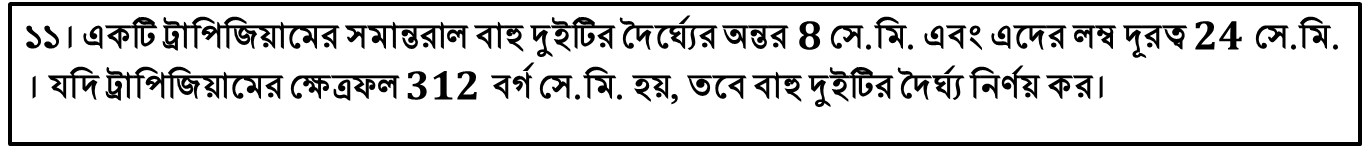 ১১। একটি ট্রাপিজিয়ামের সমান্তরাল বাহু দুইটির দৈর্ঘ্যের অন্তর 8 সে.মি. এবং এদের লম্ব দূরত্ব 24 সে.মি.
। যদি ট্রাপিজিয়ামের ক্ষেত্রফল 312 বর্গ সে.মি. হয়, তবে বাহু দুইটির দৈর্ঘ্য নির্ণয় কর।